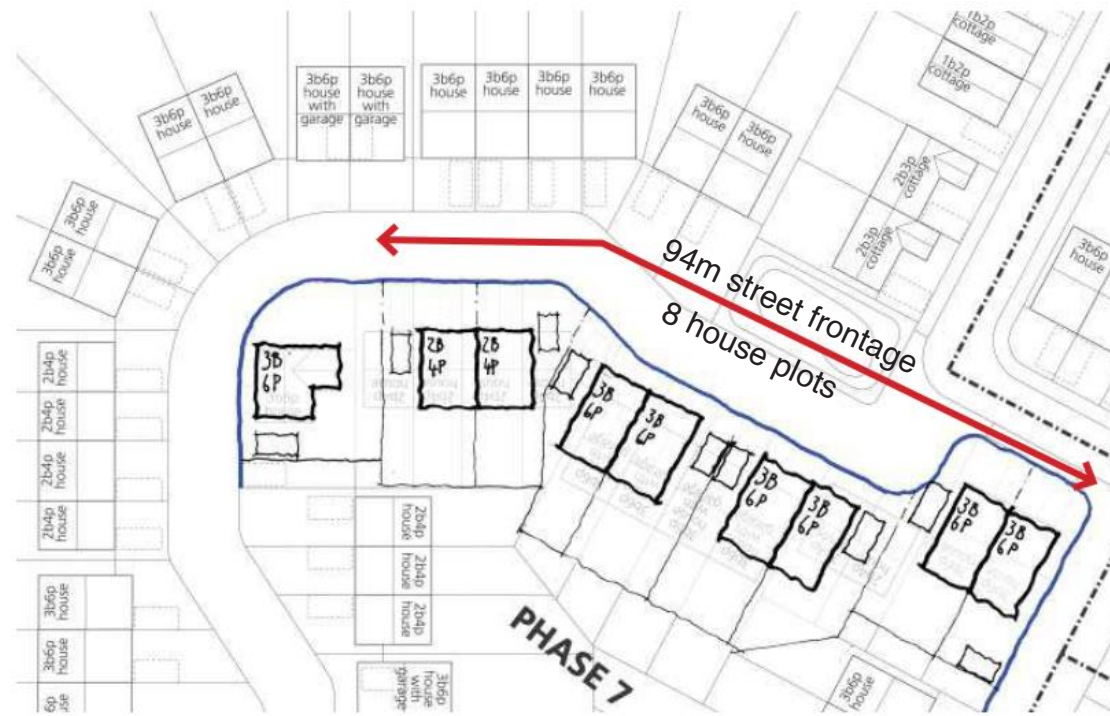 1b2p
cottage
1b2p
cottage
3b6p
house
3b6p
house
3b6p
house
with
garage
3b6p
house
with
garage
3b6p
house
3b6p
house
3b6p
house
3b6p
house
3b6p
house
3b6p
house
2b3p
cottage
2b3p
cottage
3b6p
house
3b6p
house
3b6p
house
94m street frontage
8 house plots
2b4p
house
2b4p
house
2b4p
house
2b4p
house
3B
6P
2B
4P
2B
4P
3B
6P
3B
6P
3B
6P
3B
6P
3B
6P
3B
6P
2b4p
house
2b4p
house
2b4p
house
3b6p
house
3b6p
house
PHASE 7
3b6p
house
with
garage
3b6p